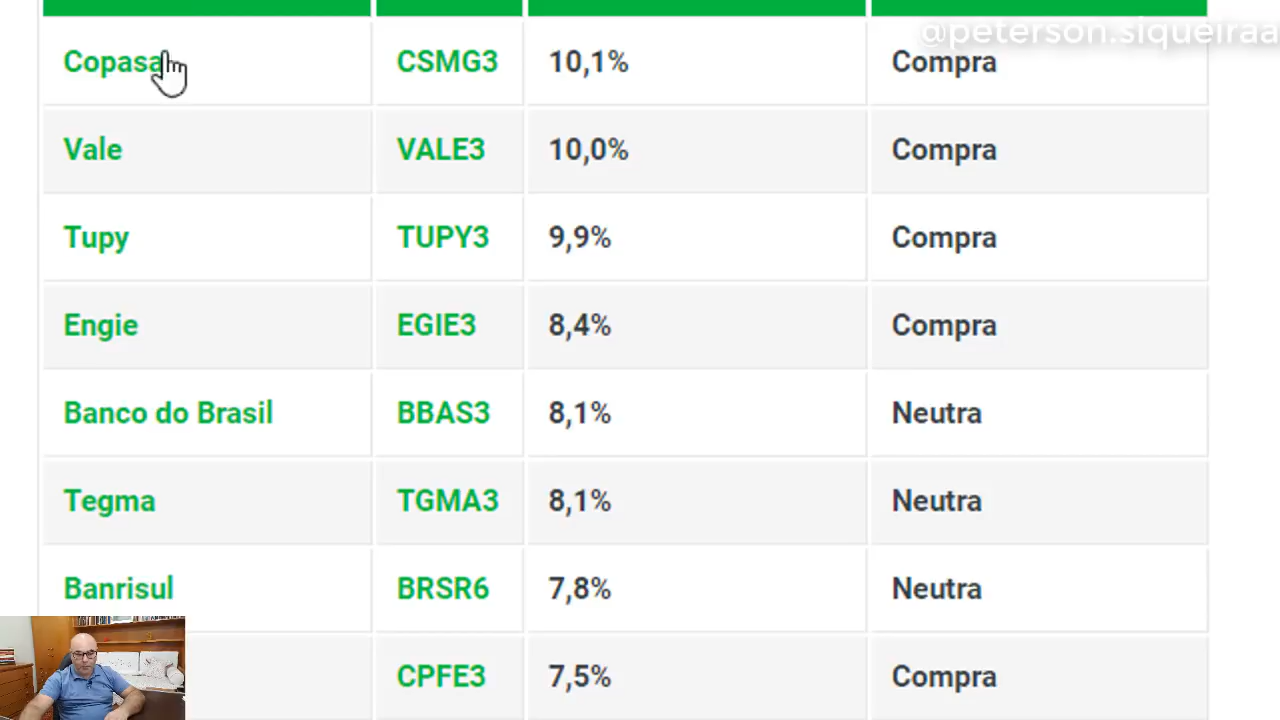 @peterson.siqueiraa
Copasa CSMG3 10,1% Compra
Vale VALE3 10,0% Compra
Tupy TUPY3 9,9% Compra
Engie EGIE3 8,4% Compra
Banco do Brasil BBAS3 8,1% Neutra
Tegma TGMA3 8,1% Neutra
Banrisul BRSR6 7,8% Neutra
CPFE3 7,5% Compra